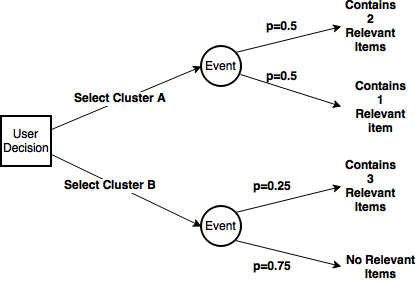 Contains
2
Relevant
Items
p=0.5
Event
p=0.5
Contains
1
Relevant
item
Select Cluster A
User
Decision
Select Cluster B
Contains
3
Relevant
Items
p=0.25
Event
p=0.75
No Relevant
Items